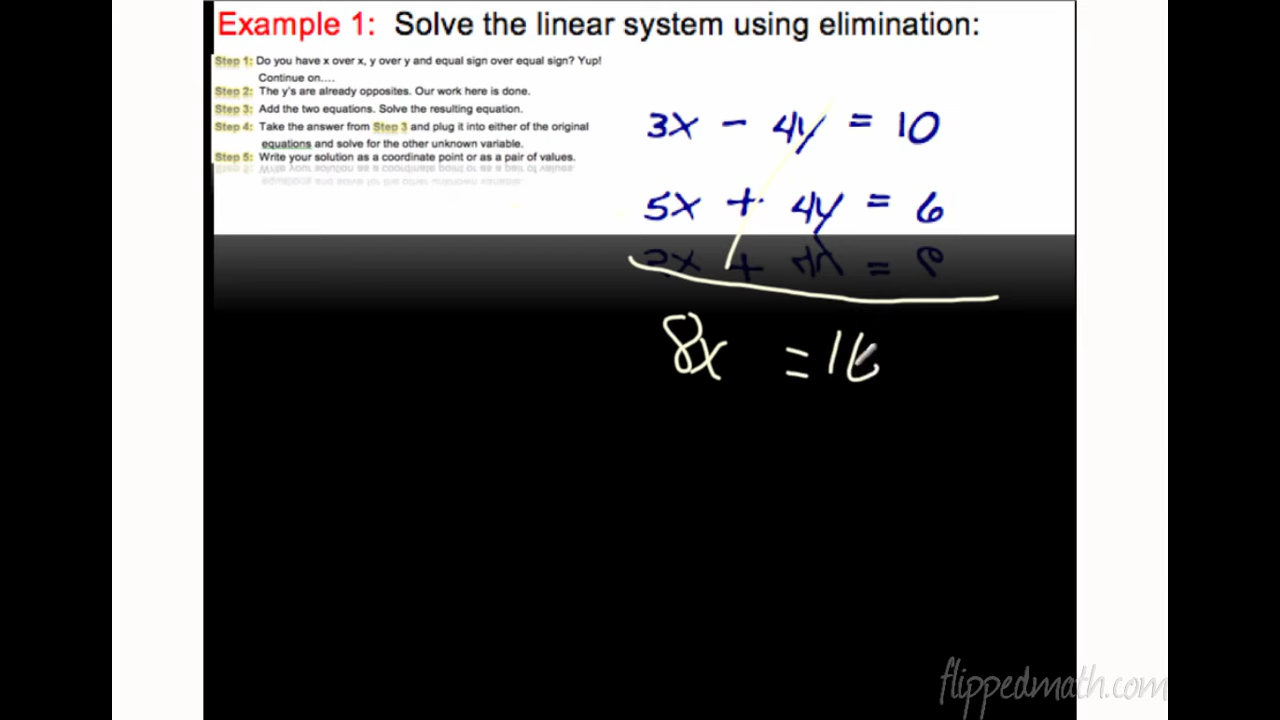 Example 1: Solve the linear system using elimination:
Step 1: Do you have x over x, y over y and equal sign over equal sign? Yup!
Continue on....
Step 2: The y's are already opposites. Our work here is done.
Step 3: Add the two equations. Solve the resulting equation.
Step 4: Take the answer from Step 3 and plug it into either of the original
equations and solve for the other unknown variable.
Step 5: Write your solution as a coordinate point or as a pair of values.
3x - 4y = 10
5x + 4y = 6
8x = 16
flippedmath.com